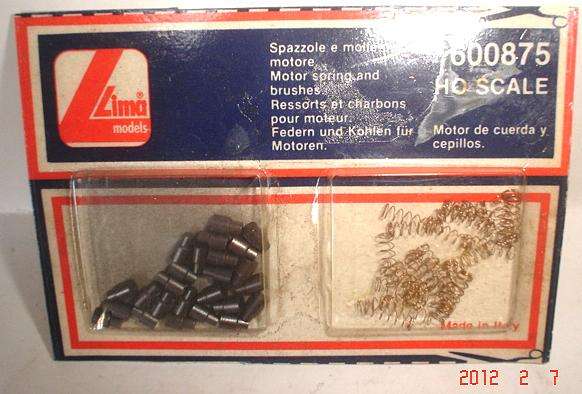 Lima®
models
Spazzole e molle
motore.
Motor spring and
brushes
Ressorts et charbons
pour moteur.
Federn und Kohlen für
Motoren.
600875
HO SCALE
Motor de cuerda y
cepillos.
Made in Italy
2012 2 7